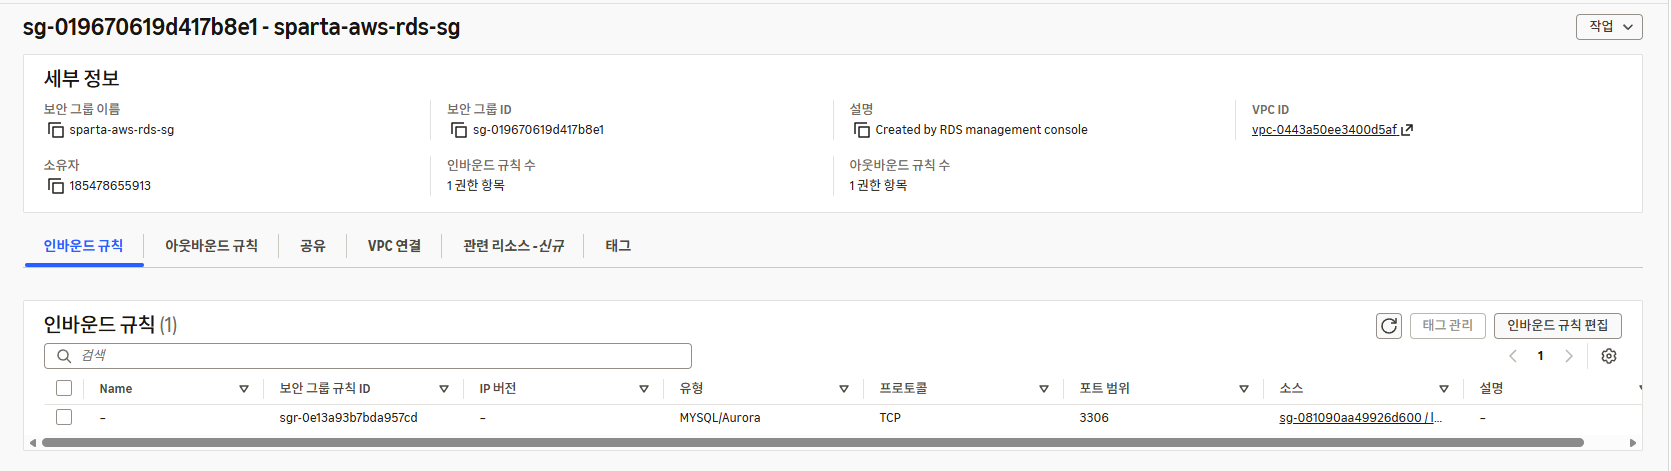 sg-019670619d417b8e1 - sparta-aws-rds-sg
작업
세부 정보
보안 그룹 이름
sparta-aws-rds-sg
보안 그룹 ID
sg-019670619d417b8e1
설명
Created by RDS management console
VPC ID
vpc-0443a50ee3400d5af
소유자
185478655913
인바운드 규칙 수
1 권한 항목
아웃바운드 규칙 수
1 권한 항목
인바운드 규칙 아웃바운드 규칙 공유 VPC 연결 관련 리소스 -신규 태그
인바운드 규칙 (1)
태그 관리 인바운드 규칙 편집
검색
1
Name 보안 그룹 규칙 ID IP 버전 유형 프로토콜 포트 범위 소스 설명
– sgr-0e13a93b7bda957cd – MYSQL/Aurora TCP 3306 sg-081090aa49926d600 / l... –